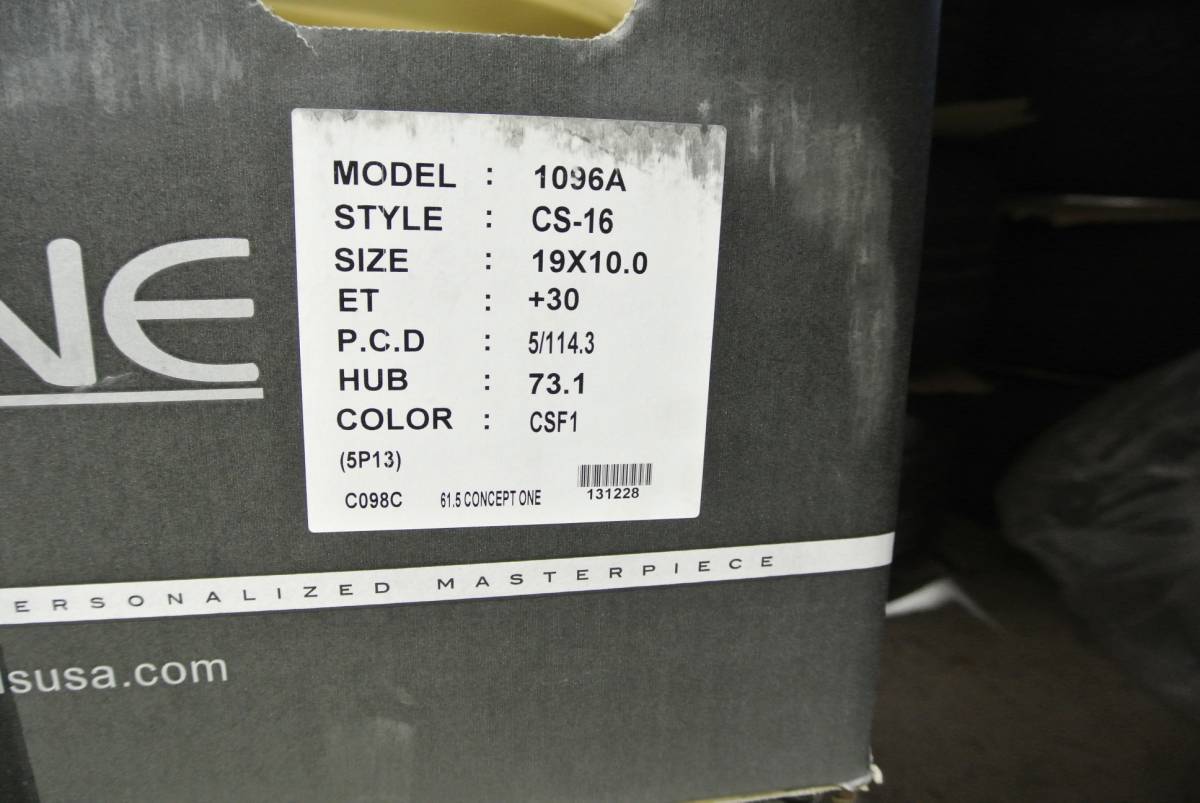 NE
MODEL : 1096A
STYLE : CS-16
SIZE : 19X10.0
ET : +30
P.C.D : 5/114.3
HUB : 73.1
COLOR : CSF1
(5P13)
C098C 61.5 CONCEPT ONE 131228
ERSONALIZED MASTERPIECE
lsusa.com